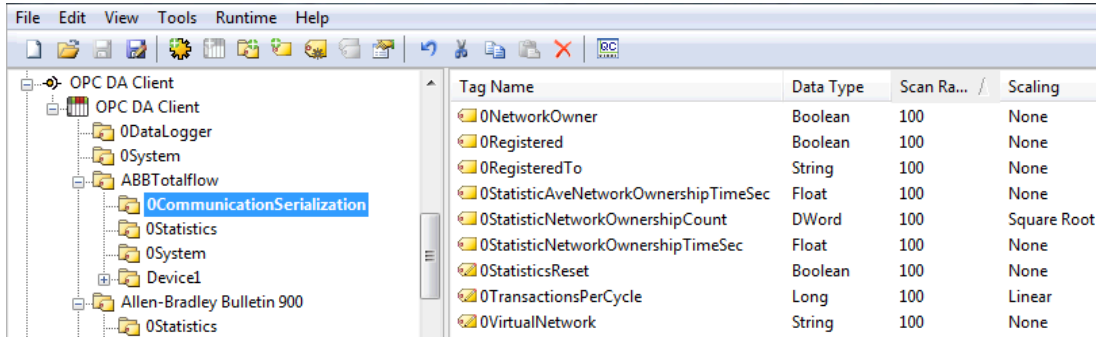 File Edit View Tools Runtime Help
QC
OPC DA Client
OPC DA Client
0DataLogger
0System
ABBTotalflow
0CommunicationSerialization
0Statistics
0System
Device1
Allen-Bradley Bulletin 900
0Statistics
Tag Name Data Type Scan Ra... Scaling
0NetworkOwner Boolean 100 None
0Registered Boolean 100 None
0RegisteredTo String 100 None
0StatisticAveNetworkOwnershipTimeSec Float 100 None
0StatisticNetworkOwnershipCount DWord 100 Square Root
0StatisticNetworkOwnershipTimeSec Float 100 None
0StatisticsReset Boolean 100 None
0TransactionsPerCycle Long 100 Linear
0VirtualNetwork String 100 None